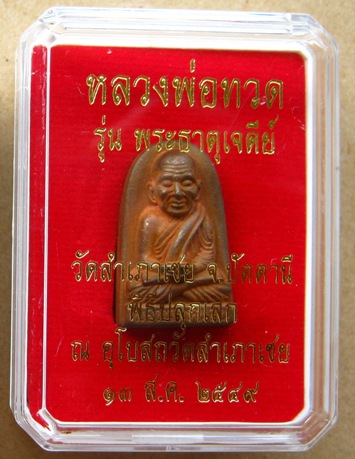 หลวงพ่อทวด
รุ่น พระธาตุเจดีย์
วัดสำเภาเชย จ.ปัตตานี
พิธีปลุกเสก
ณ อุโบสถวัดสำเภาเชย
๑๓ ส.ค. ๒๕๔๙